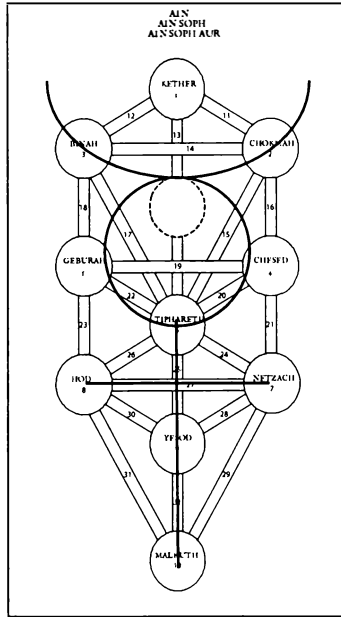 AIN
AIN SOPH
AIN SOPH AUR
KETHER
1
12
11
13
BINAH
3
14
CHOKMAH
2
18
17
15
16
GEBURAH
5
19
CHESED
4
22
20
TIPHARETH
23
21
26
24
25
HOD
8
27
NETZACH
7
30
28
YESOD
31
29
32
MALKUTH
10